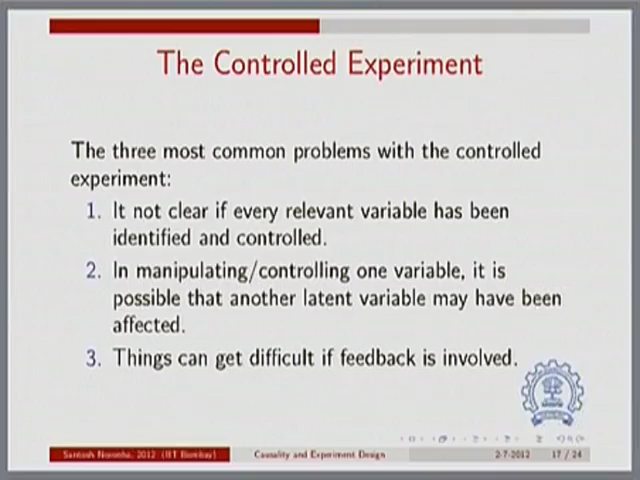 The Controlled Experiment
The three most common problems with the controlled
experiment:
1. It not clear if every relevant variable has been
identified and controlled.
2. In manipulating/controlling one variable, it is
possible that another latent variable may have been
affected.
3. Things can get difficult if feedback is involved.
Santosh Noronha, 2012 (IIT Bombay) Causality and Experiment Design 2-7-2012 17 / 24